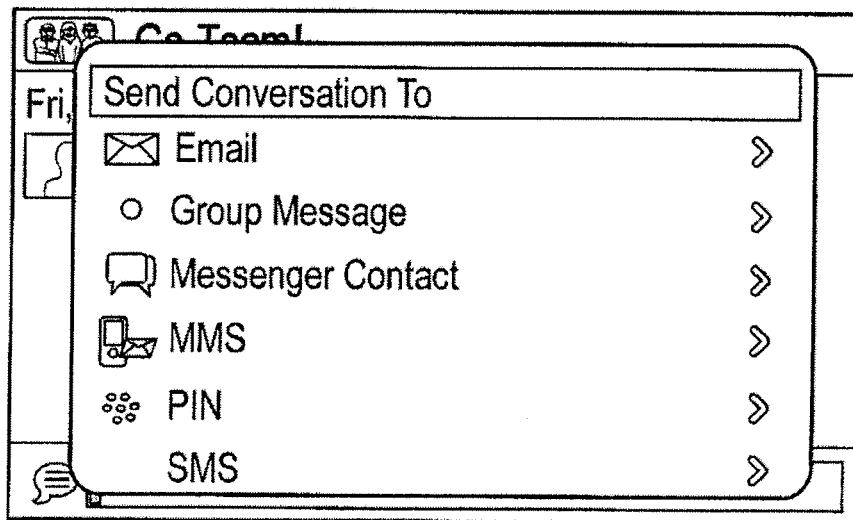 Go Team!
Fri,
Send Conversation To
Email
Group Message
Messenger Contact
MMS
PIN
SMS